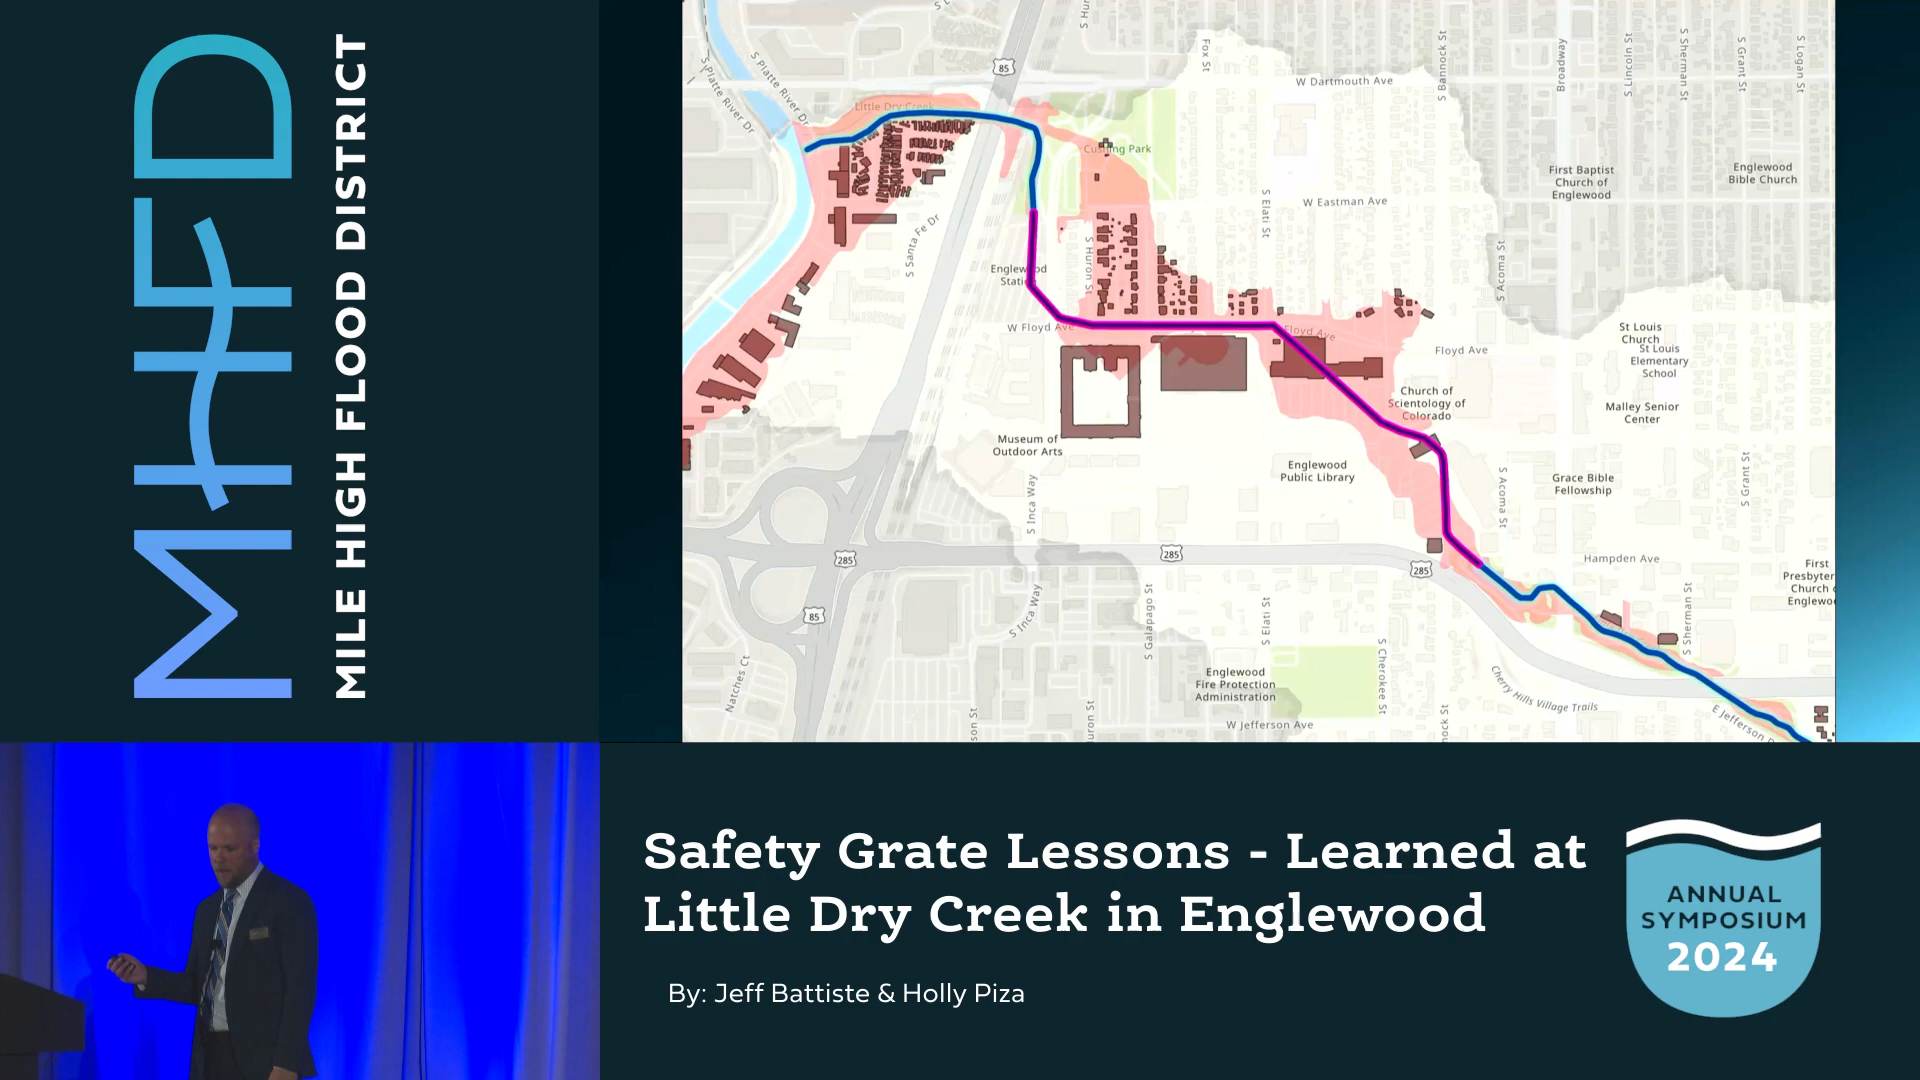 MHFD
MILE HIGH FLOOD DISTRICT
S Platte River Dr
S Platte River Dr
85
Fox St
W Dartmouth Ave
S Bannock St
Broadway
S Lincoln St
S Sherman St
S Grant St
S Logan St
Little Dry Creek
Cushing Park
First Baptist
Church of
Englewood
Englewood
Bible Church
S Elati St
W Eastman Ave
S Santa Fe Dr
S Huron St
S Acoma St
Englewood
Station
W Floyd Ave
Floyd Ave
Floyd Ave
St Louis
Church
St Louis
Elementary
School
Church of
Scientology of
Colorado
Malley Senior
Center
Museum of
Outdoor Arts
Englewood
Public Library
S Inca Way
S Acoma St
Grace Bible
Fellowship
S Grant St
285
285
285
Hampden Ave
First
Presbyter
Church
Englewo
85
S Inca Way
S Galapago St
S Elati St
S Cherokee St
S Sherman St
Natches Ct
Englewood
Fire Protection
Administration
Cherry Hills Village Trails
son St
uron St
W Jefferson Ave
nock St
E Jefferson
Safety Grate Lessons - Learned at
Little Dry Creek in Englewood
By: Jeff Battiste & Holly Piza
ANNUAL
SYMPOSIUM
2024